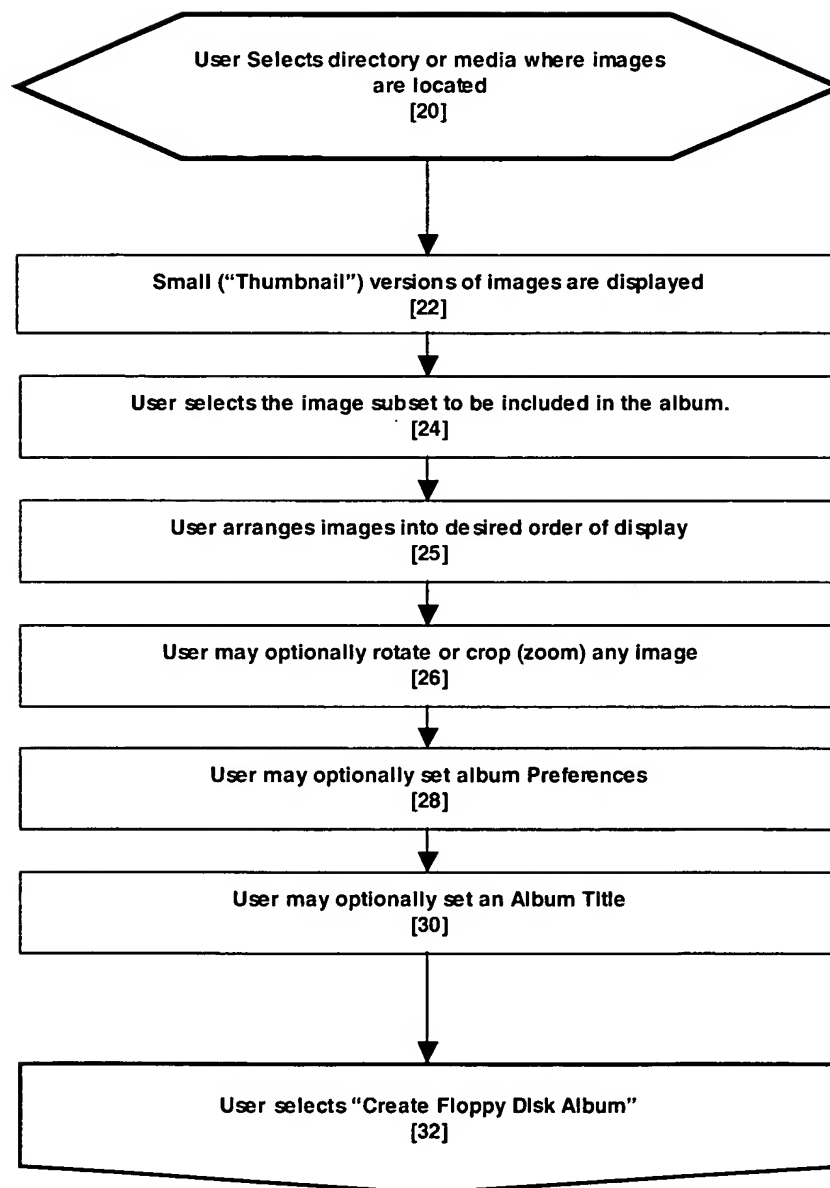 User Selects directory or media where images
are located
[20]
Small (“Thumbnail”) versions of images are displayed
[22]
User selects the image subset to be included in the album.
[24]
User arranges images into desired order of display
[25]
User may optionally rotate or crop (zoom) any image
[26]
User may optionally set album Preferences
[28]
User may optionally set an Album Title
[30]
User selects “Create Floppy Disk Album”
[32]